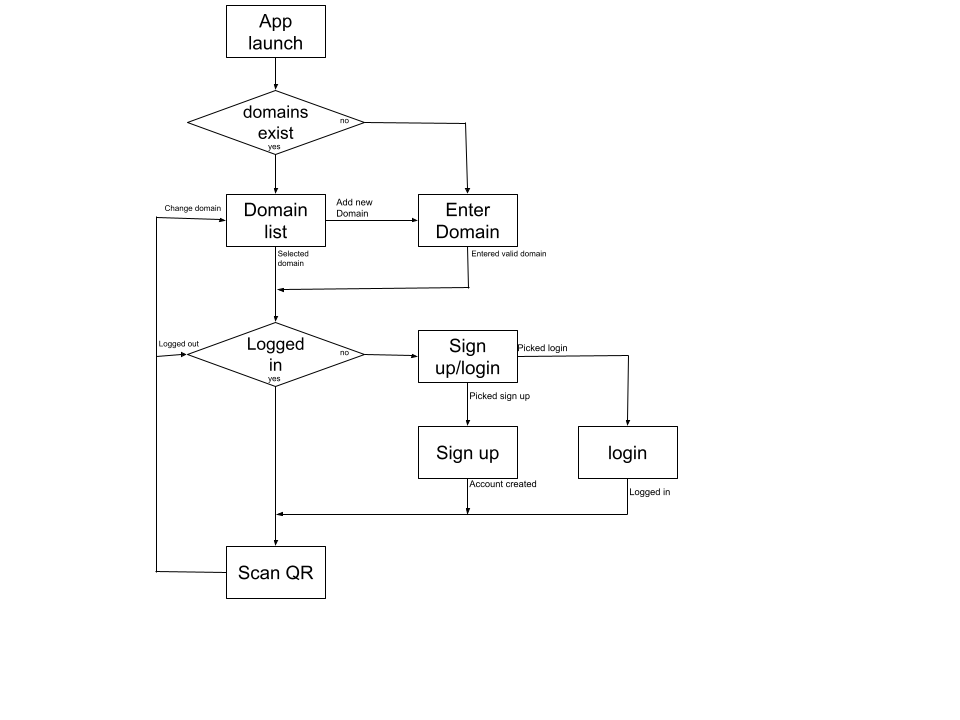 App
launch
domains
exist
no
yes
Change domain
Domain
list
Add new
Domain
Enter
Domain
Selected
domain
Entered valid domain
Logged out
Logged
in
no
yes
Sign
up/login
Picked login
Picked sign up
Sign up
login
Account created
Logged in
Scan QR